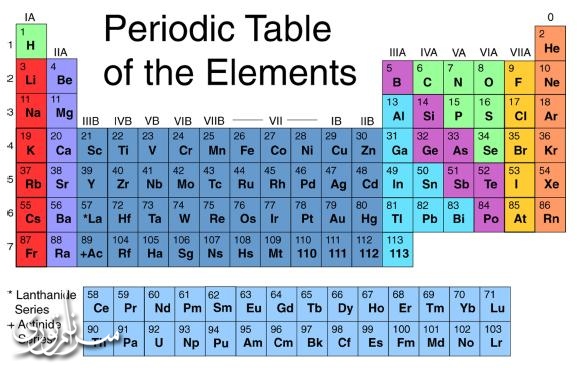 Periodic Table
of the Elements
IA 0
IIA IIIA IVA VA VIA VIIA
IIIB IVB VB VIB VIIB VII IB IIB
1 1 2
H He
2 3 4 5 6 7 8 9 10
Li Be B C N O F Ne
3 11 11 13 14 15 16 17 18
Na Mg Al Si P S Cl Ar
4 19 20 21 22 23 24 25 26 27 28 29 30 31 32 33 34 35 36
K Ca Sc Ti V Cr Mn Fe Co Ni Cu Zn Ga Ge As Se Br Kr
5 37 38 39 40 41 42 43 44 45 46 47 48 49 50 51 52 53 54
Rb Sr Y Zr Nb Mo Tc Ru Rh Pd Ag Cd In Sn Sb Te I Xe
6 55 56 57 72 73 74 75 76 77 78 79 80 81 82 83 84 85 86
Cs Ba *La Hf Ta W Re Os Ir Pt Au Hg Tl Pb Bi Po At Rn
7 87 88 89 104 105 106 107 108 109 110 111 112 113
Fr Ra +Ac Rf Ha Sg Ns Hs Mt 110 111 112 113
* Lanthanide
Series
58 59 60 61 62 63 64 65 66 67 68 69 70 71
Ce Pr Nd Pm Sm Eu Gd Tb Dy Ho Er Tm Yb Lu
+ Actinide
Series
90 91 92 93 94 95 96 97 98 99 100 101 102 103
Th Pa U Np Pu Am Cm Bk Cf Es Fm Md No Lr